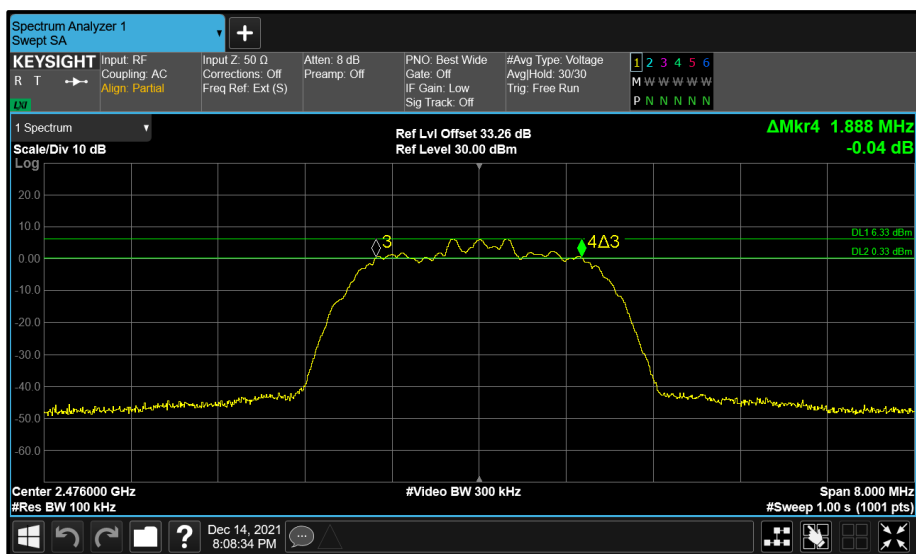 Spectrum Analyzer 1
Swept SA
KEYSIGHT
R T
LXI
Input: RF
Coupling: AC
Align: Partial
Input Z: 50 Ω
Corrections: Off
Freq Ref: Ext (S)
Atten: 8 dB
Preamp: Off
PNO: Best Wide
Gate: Off
IF Gain: Low
Sig Track: Off
#Avg Type: Voltage
Avg|Hold: 30/30
Trig: Free Run
1 2 3 4 5 6
M W W W W W W
P N N N N N
1 Spectrum
Scale/Div 10 dB
Ref Lvl Offset 33.26 dB
Ref Level 30.00 dBm
ΔMkr4 1.888 MHz
-0.04 dB
Log
20.0
10.0
0.00
-10.0
-20.0
-30.0
-40.0
-50.0
-60.0
3
4Δ3
DL1 6.33 dBm
DL2 0.33 dBm
Center 2.476000 GHz
#Res BW 100 kHz
#Video BW 300 kHz
Span 8.000 MHz
#Sweep 1.00 s (1001 pts)
?
Dec 14, 2021
8:08:34 PM